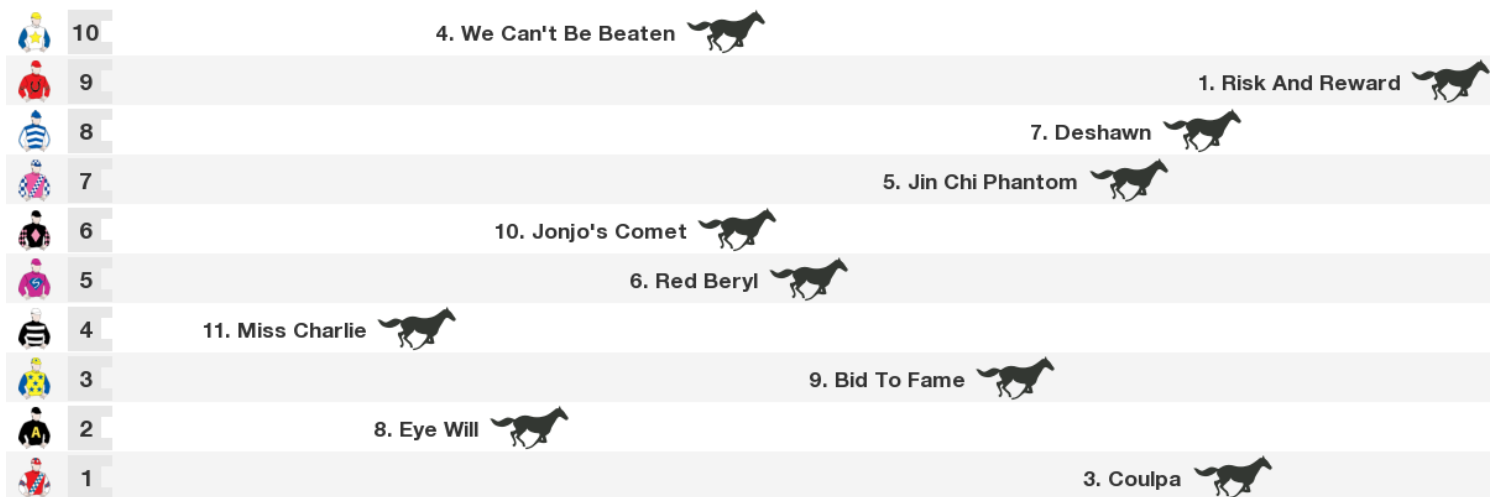 10 4. We Can't Be Beaten
9 1. Risk And Reward
8 7. Deshawn
7 5. Jin Chi Phantom
6 10. Jonjo's Comet
5 6. Red Beryl
S
4 11. Miss Charlie
3 9. Bid To Fame
2 8. Eye Will
A
1 3. Coulpa